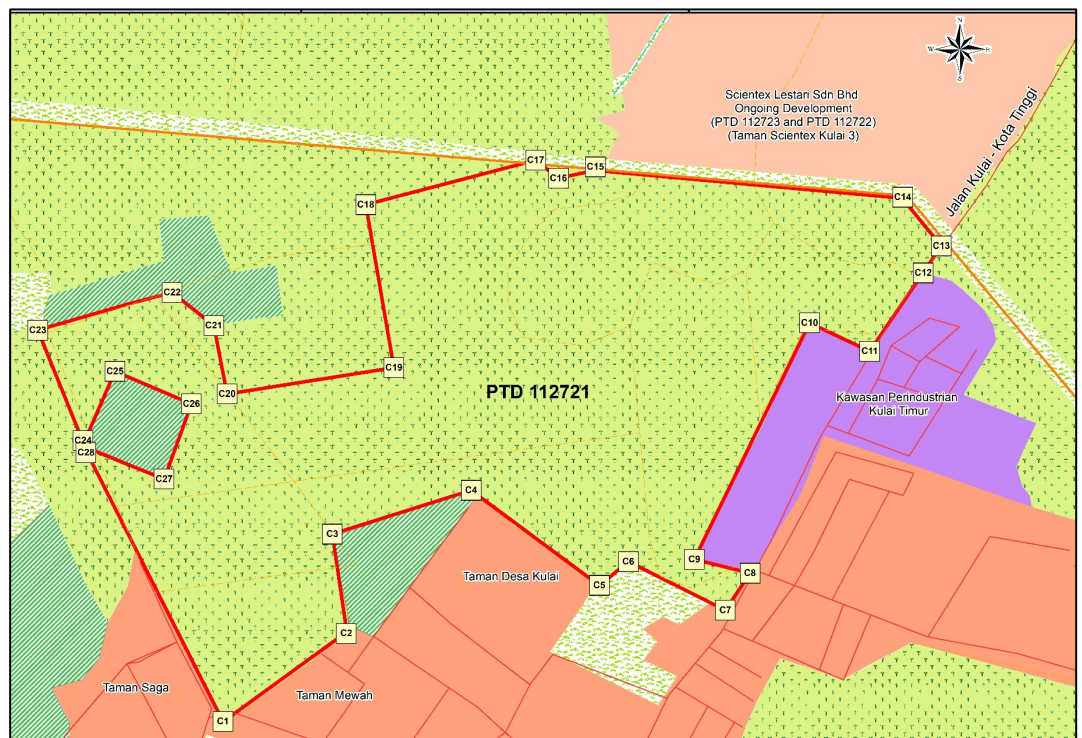 N
W E
S
Scientex Lestari Sdn Bhd
Ongoing Development
(PTD 112723 and PTD 112722)
(Taman Scientex Kulai 3)
Jalan Kulai - Kota Tinggi
C17
C15
C16
C14
C18
C13
C12
C22
C23
C21
C10
C11
C19
C25
C20
C26
PTD 112721
Kawasan Perindustrian
Kulai Timur
C24
C28
C27
C4
C3
C9
C6
C8
Taman Desa Kulai
C5
C7
C2
Taman Saga
Taman Mewah
C1